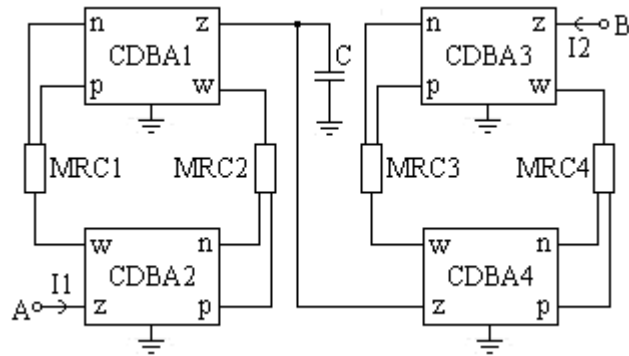 n z
CDBA1
p w
C
n z
CDBA3
p w
B
I2
MRC1
MRC2
MRC3
MRC4
w n
CDBA2
z p
I1
A
w n
CDBA4
z p